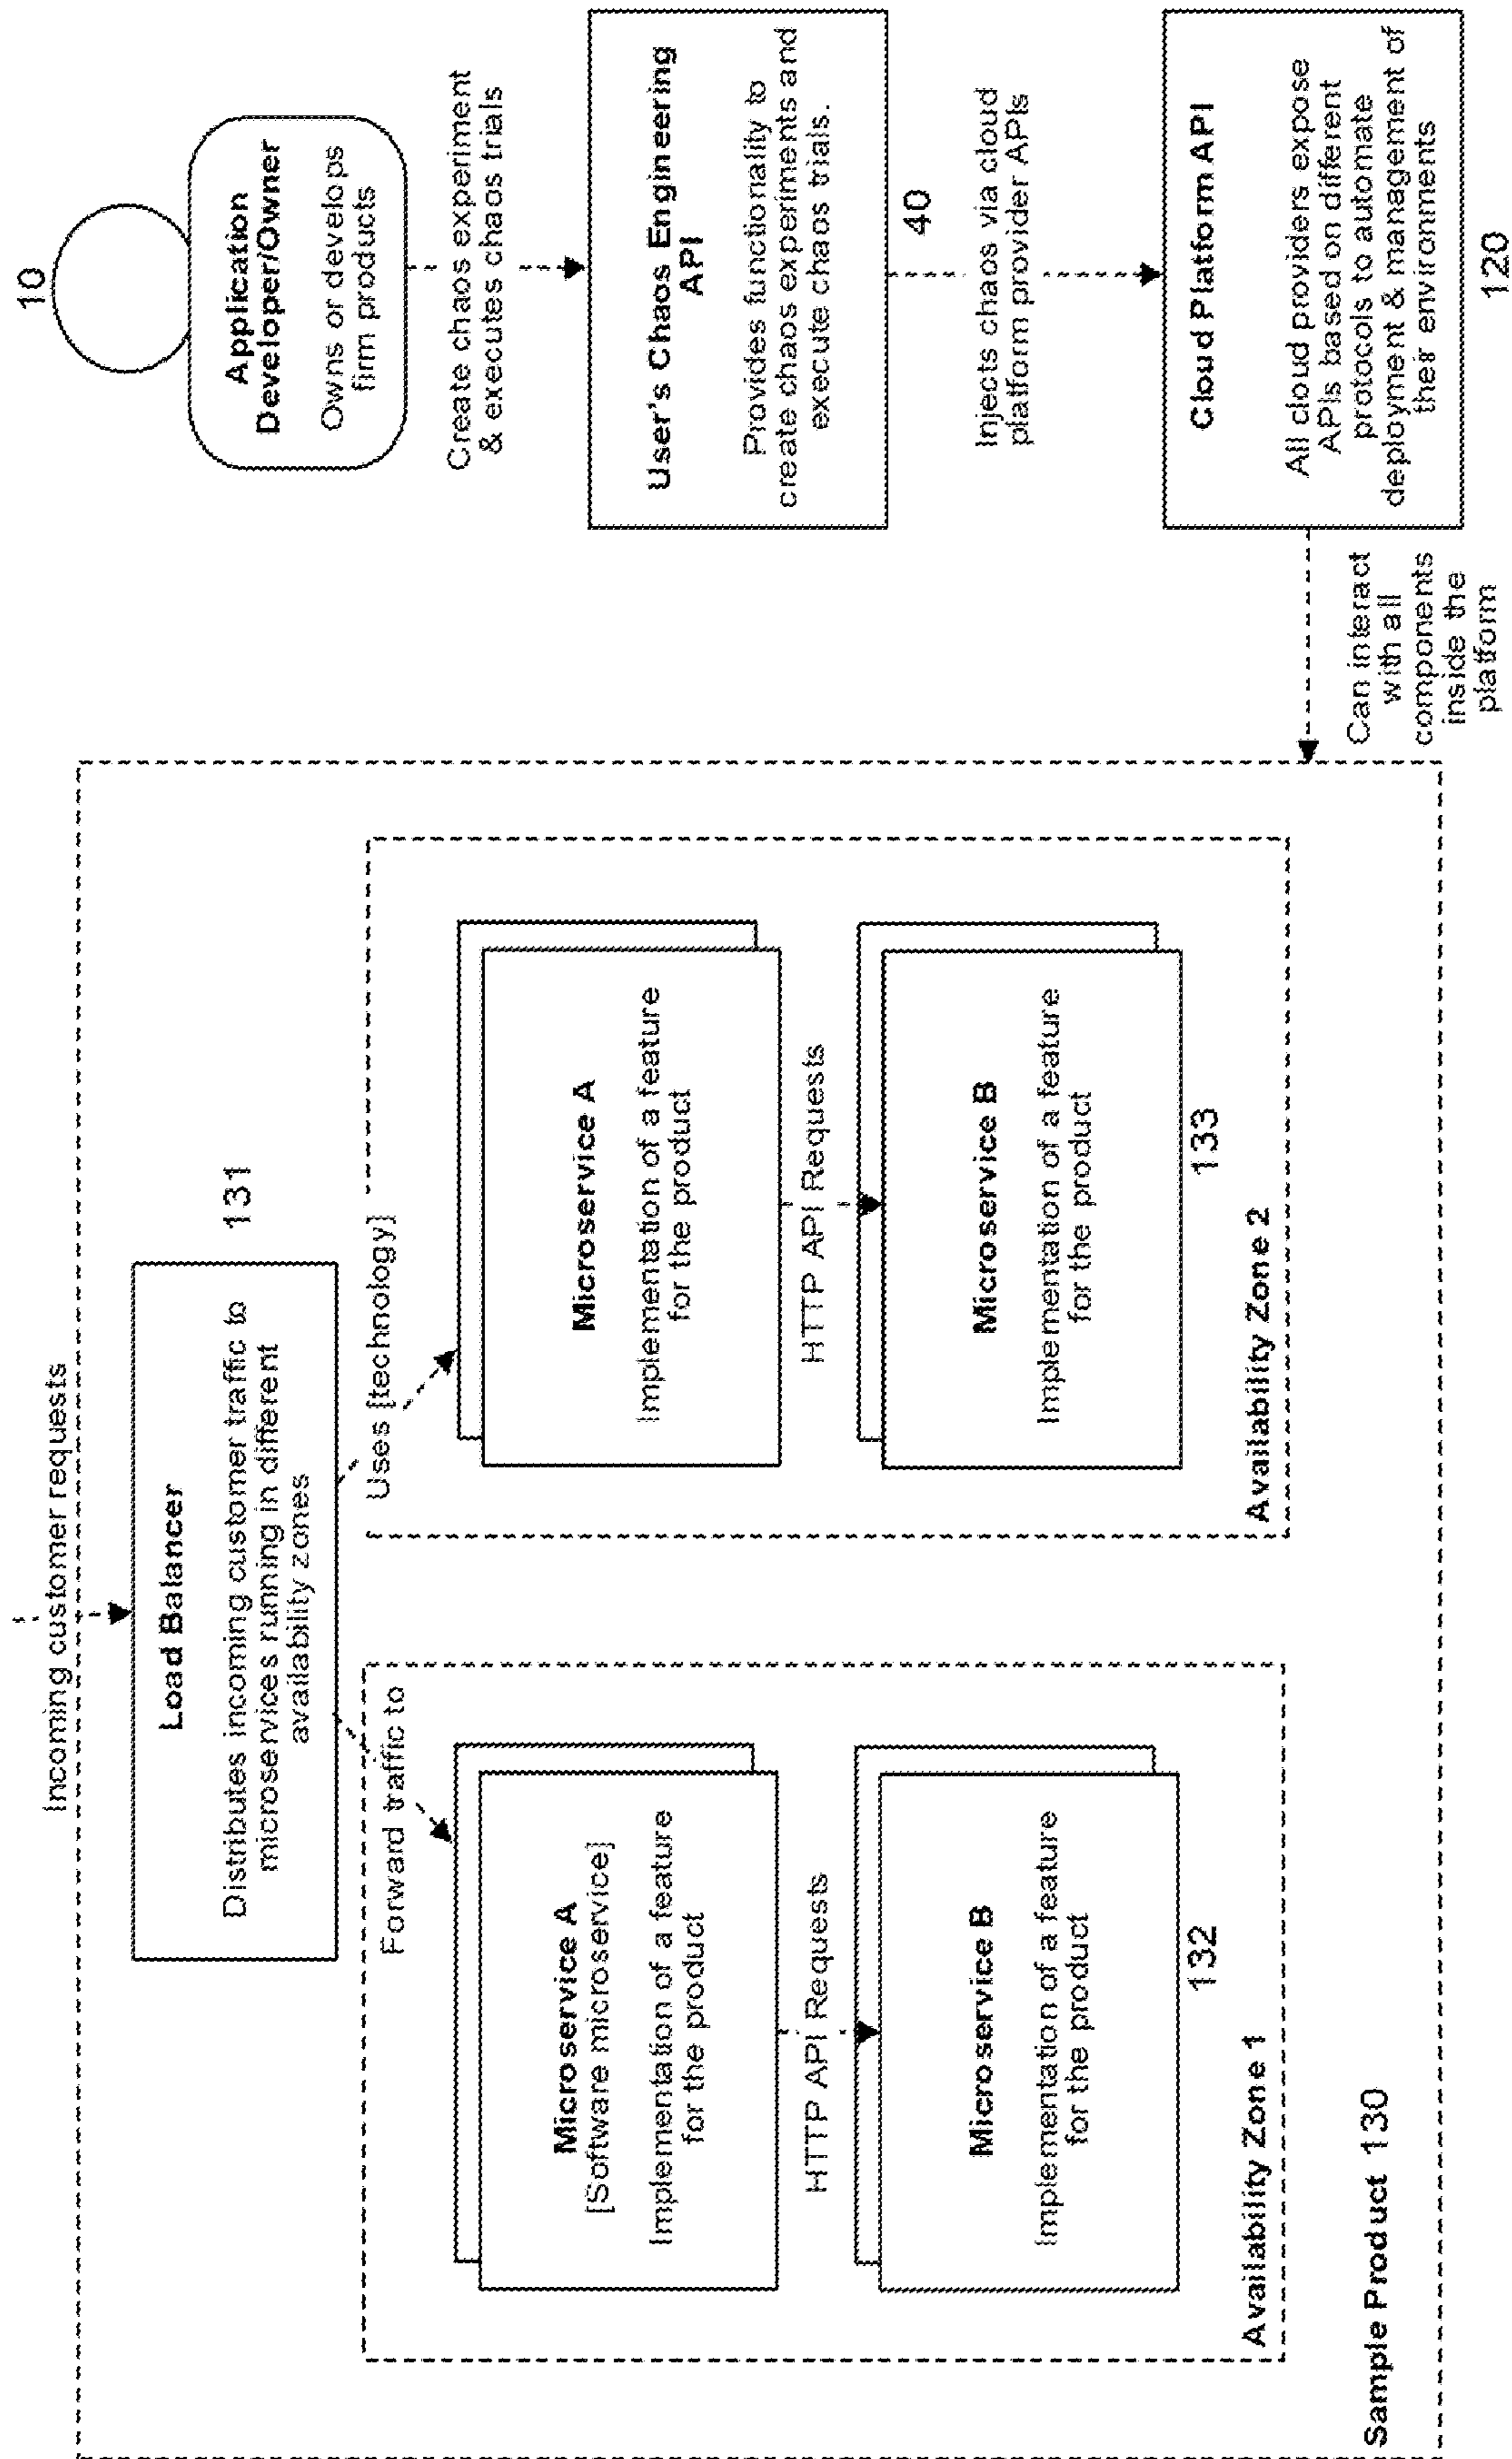 Incoming customer requests
Load Balancer
Distributes incoming customer traffic to
microservices running in different
availability zones
131
Forward traffic to
Uses [technology]
Microservice A
[Software microservice]
Implementation of a feature
for the product
HTTP API Requests
Microservice B
Implementation of a feature
for the product
132
Availability Zone 1
Microservice A
Implementation of a feature
for the product
HTTP API Requests
Microservice B
Implementation of a feature
for the product
133
Availability Zone 2
Sample Product 130
10
Application
Developer/Owner
Owns or develops
firm products
Create chaos experiment
& executes chaos trials
User's Chaos Engineering
API
Provides functionality to
create chaos experiments and
execute chaos trials.
40
Injects chaos via cloud
platform provider APIs
Cloud Platform API
All cloud providers expose
APIs based on different
protocols to automate
deployment & management of
their environments
120
Can interact
with all
components
inside the
platform